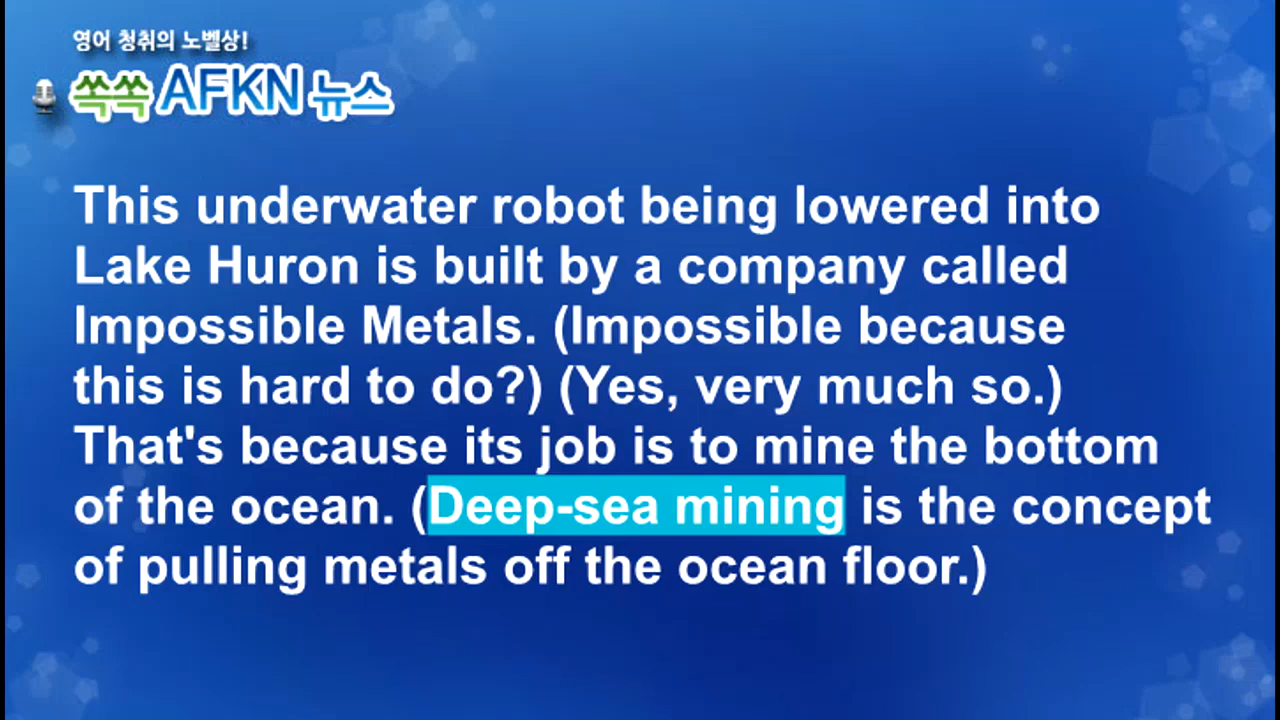 영어 청취의 노벨상!
쏙쏙 AFKN 뉴스
This underwater robot being lowered into
Lake Huron is built by a company called
Impossible Metals. (Impossible because
this is hard to do?) (Yes, very much so.)
That's because its job is to mine the bottom
of the ocean. (Deep-sea mining is the concept
of pulling metals off the ocean floor.)